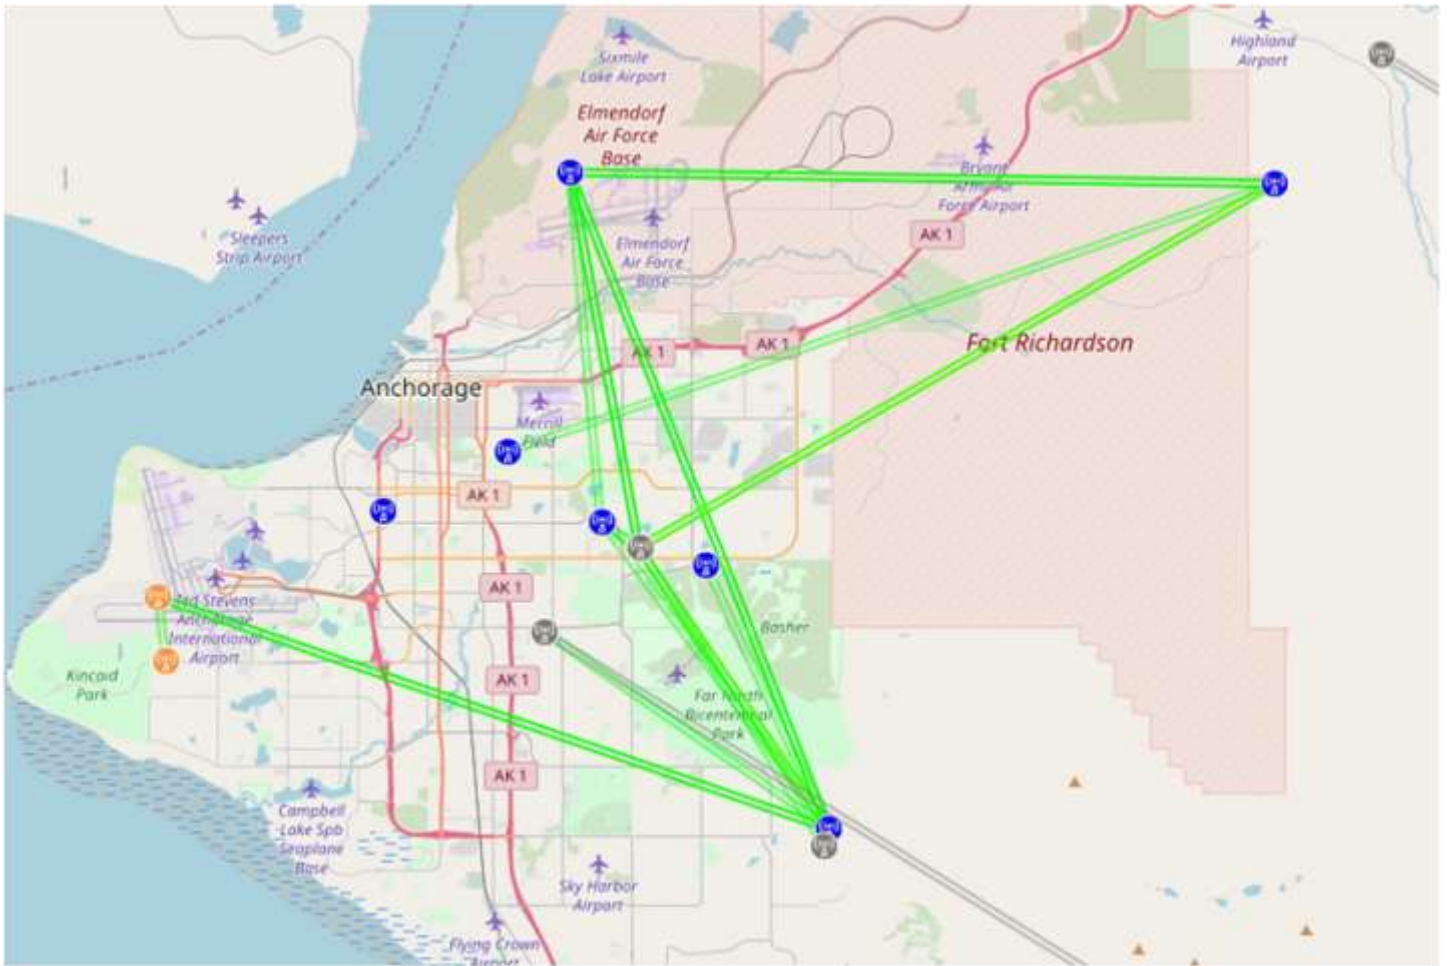 Highland
Airport
Sixmile
Lake Airport
Elmendorf
Air Force
Base
Bryant
Army Air
Force Airport
Sleepers
Strip Airport
AK 1
Elmendorf
Air Force
Base
Fort Richardson
AK 1
AK 1
Anchorage
Merrill
Field
AK 1
AK 1
Ted Stevens
Anchorage
International
Airport
Basher
Kincaid
Park
AK 1
Far North
Bicentennial
Park
AK 1
Campbell
Lake Spb
Seaplane
Base
Sky Harbor
Airport
Flying Crown
Airport